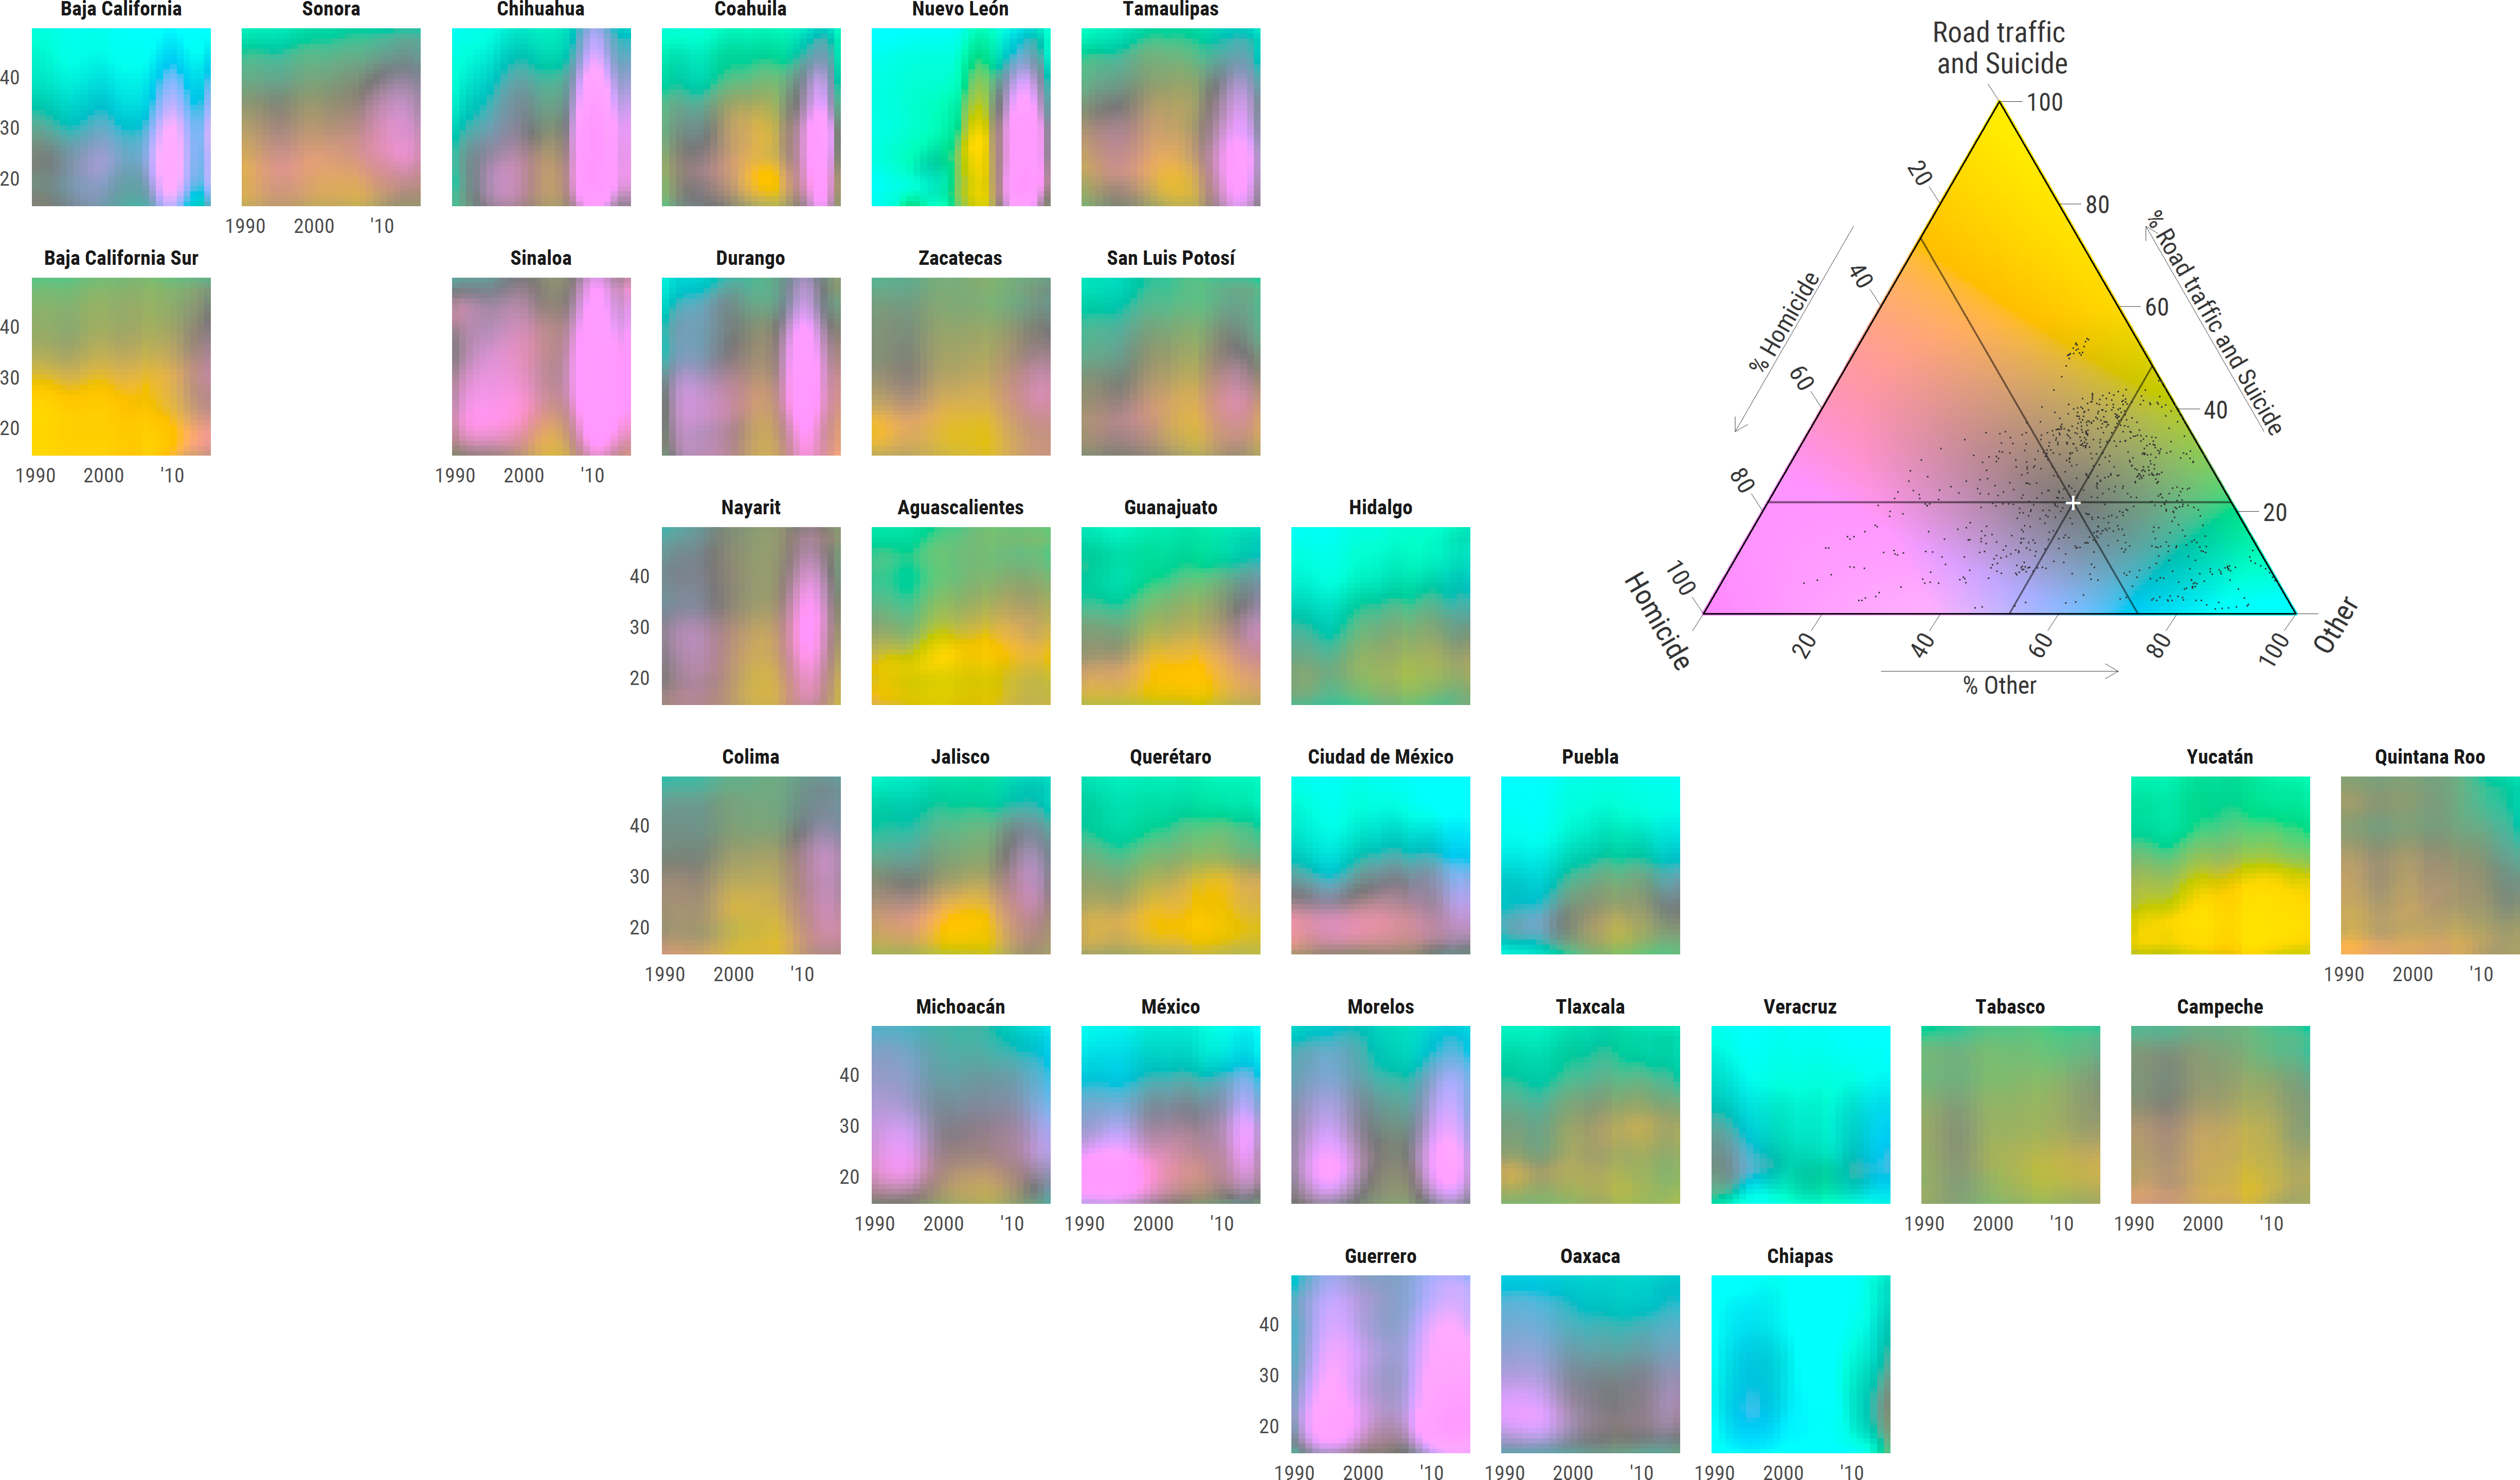 Baja California
Sonora
Chihuahua
Coahuila
Nuevo León
Tamaulipas
40
30
20
1990 2000 '10
Road traffic
and Suicide
100
80
60
40
20
% Road traffic and Suicide
20
40
60
80
100
% Homicide
Homicide
20
40
60
80
100
% Other
Other
Baja California Sur
Sinaloa
Durango
Zacatecas
San Luis Potosí
40
30
20
1990 2000 '10
1990 2000 '10
Nayarit
Aguascalientes
Guanajuato
Hidalgo
40
30
20
Colima
Jalisco
Querétaro
Ciudad de México
Puebla
Yucatán
Quintana Roo
40
30
20
1990 2000 '10
1990 2000 '10
Michoacán
México
Morelos
Tlaxcala
Veracruz
Tabasco
Campeche
40
30
20
1990 2000 '10
1990 2000 '10
1990 2000 '10
1990 2000 '10
Guerrero
Oaxaca
Chiapas
40
30
20
1990 2000 '10
1990 2000 '10
1990 2000 '10